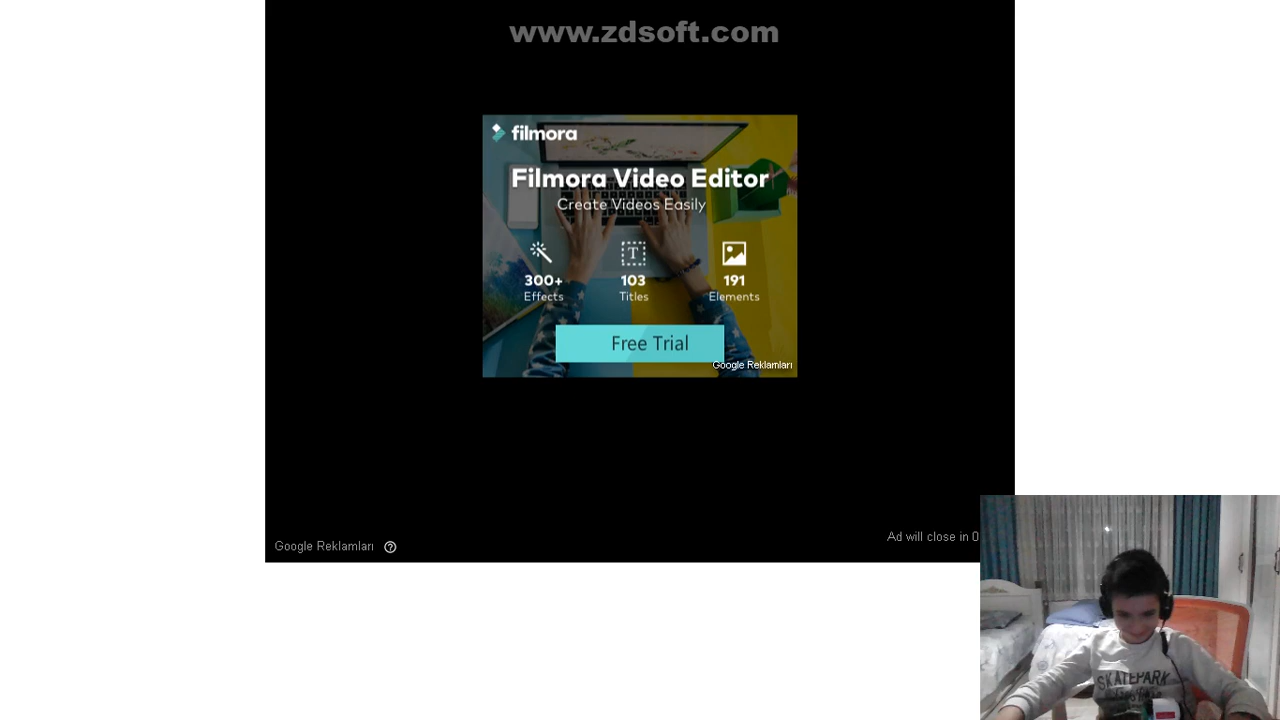 www.zdsoft.com
filmora
Filmora Video Editor
Create Videos Easily
T
300+ 103 191
Effects Titles Elements
Free Trial
Google Reklamları
Ad will close in 0
Google Reklamları ?
SKATEPARK